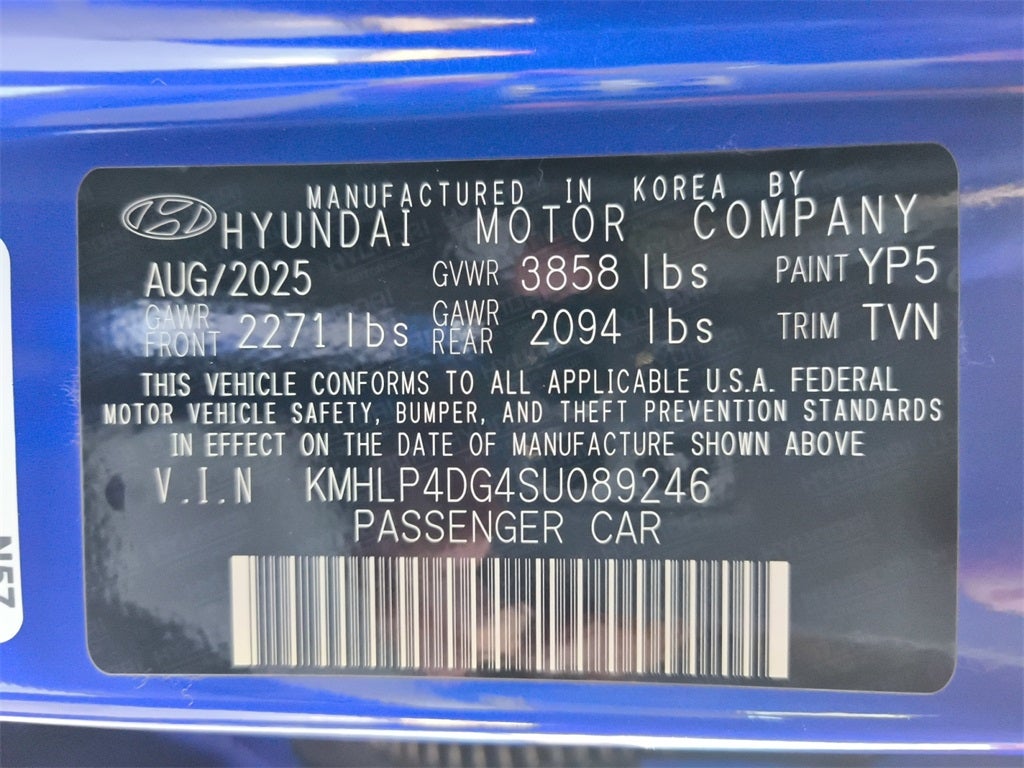 MANUFACTURED IN KOREA BY
HYUNDAI MOTOR COMPANY
AUG/2025 GVWR 3858 lbs PAINT YP5
GAWR FRONT 2271 lbs GAWR REAR 2094 lbs TRIM TVN
THIS VEHICLE CONFORMS TO ALL APPLICABLE U.S.A. FEDERAL
MOTOR VEHICLE SAFETY, BUMPER, AND THEFT PREVENTION STANDARDS
IN EFFECT ON THE DATE OF MANUFACTURE SHOWN ABOVE
V.I.N KMHLP4DG4SU089246
PASSENGER CAR